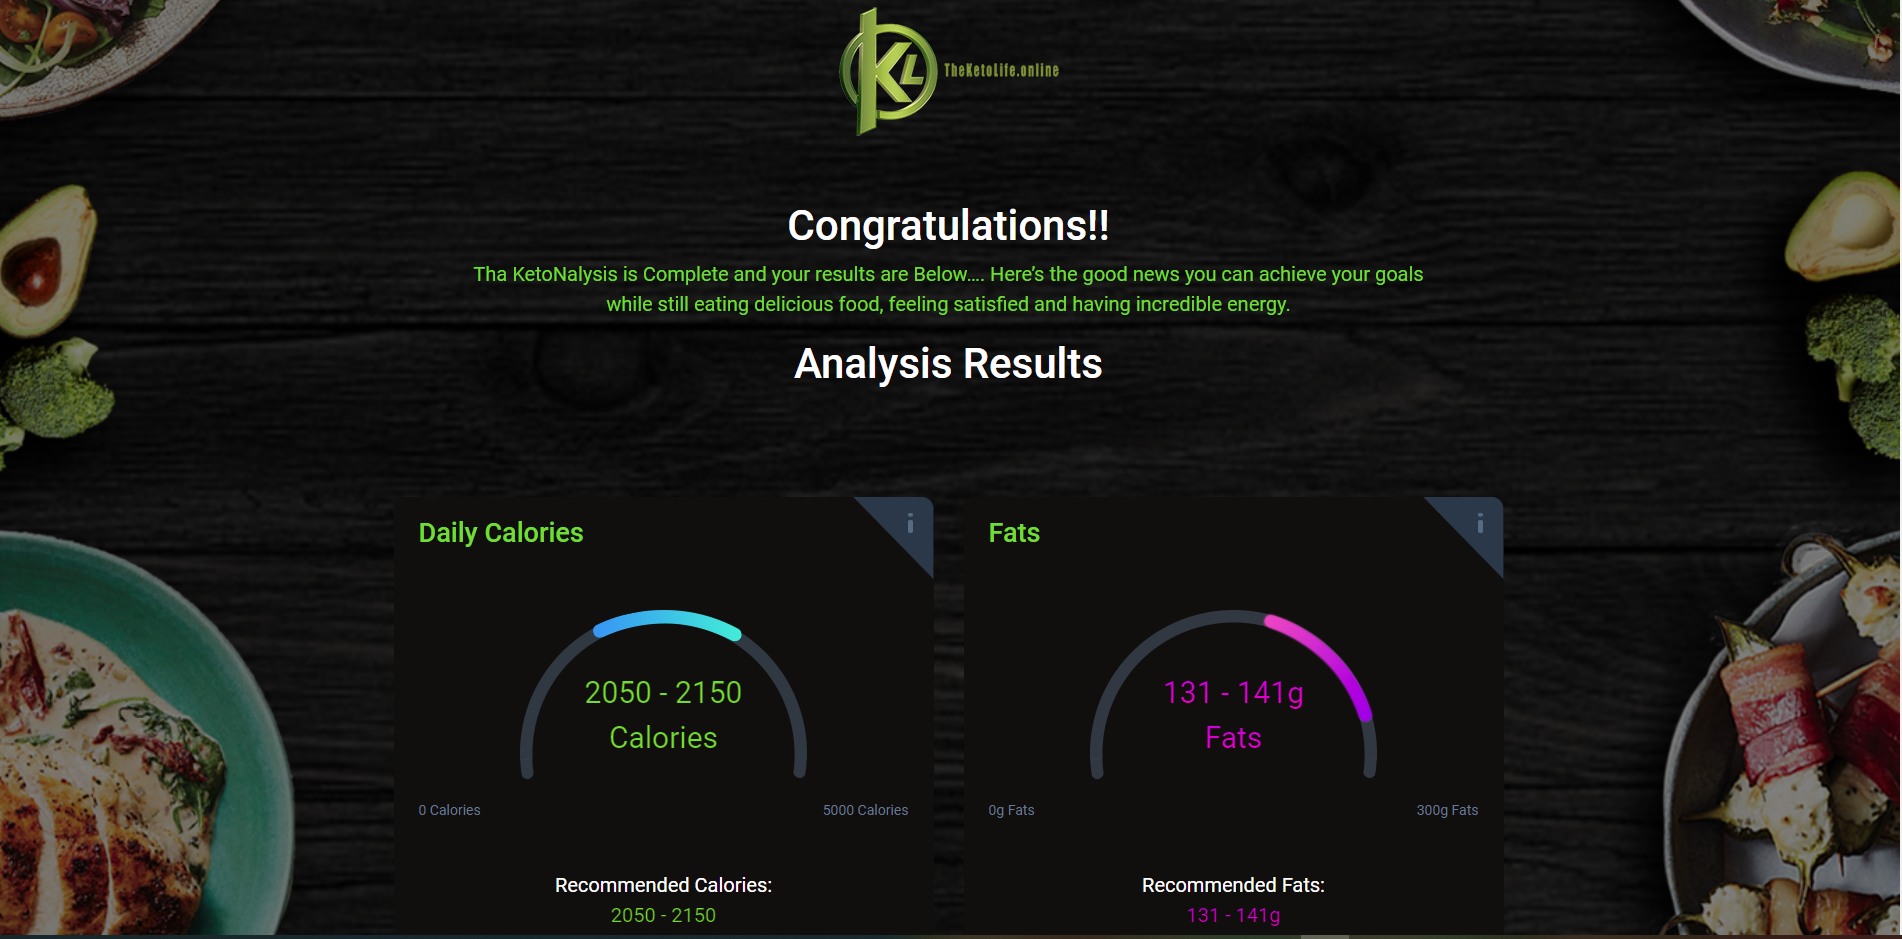 KL
TheKetoLife.online
Congratulations!!
Tha KetoNalysis is Complete and your results are Below.... Here's the good news you can achieve your goals
while still eating delicious food, feeling satisfied and having incredible energy.
Analysis Results
Daily Calories
i
2050 - 2150
Calories
0 Calories
5000 Calories
Recommended Calories:
2050 - 2150
Fats
i
131 - 141g
Fats
0g Fats
300g Fats
Recommended Fats:
131 - 141g